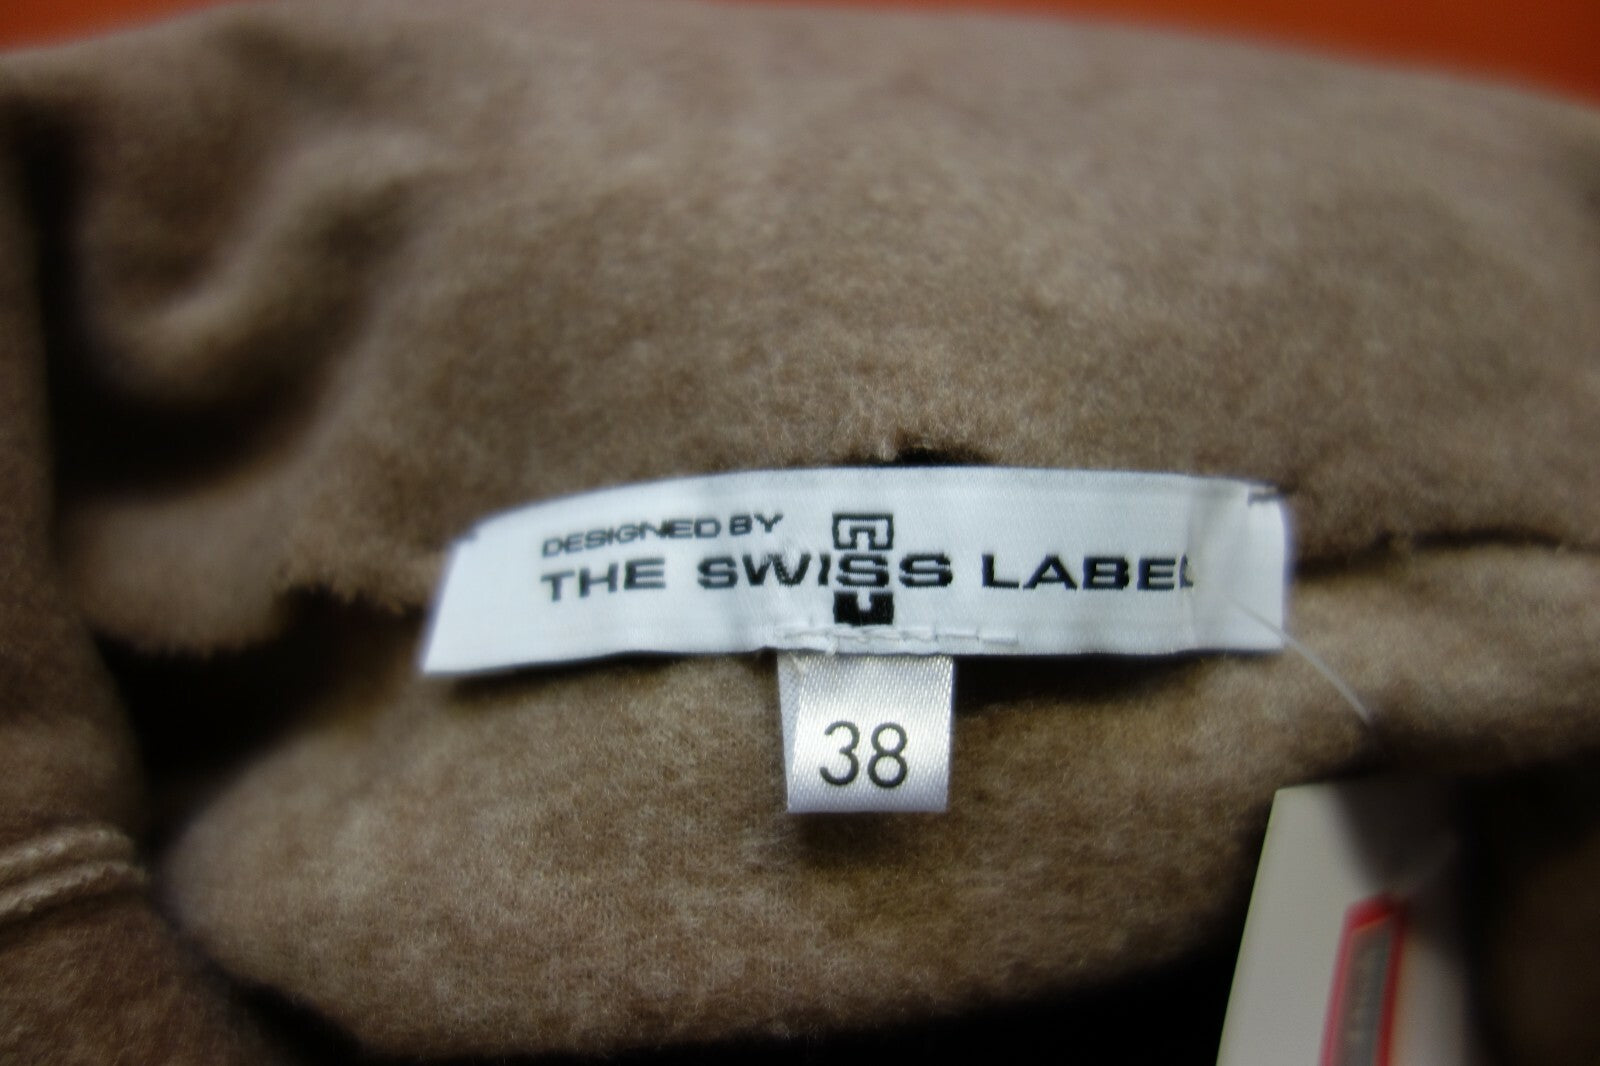 DESIGNED BY
THE SWISS LABEL
38